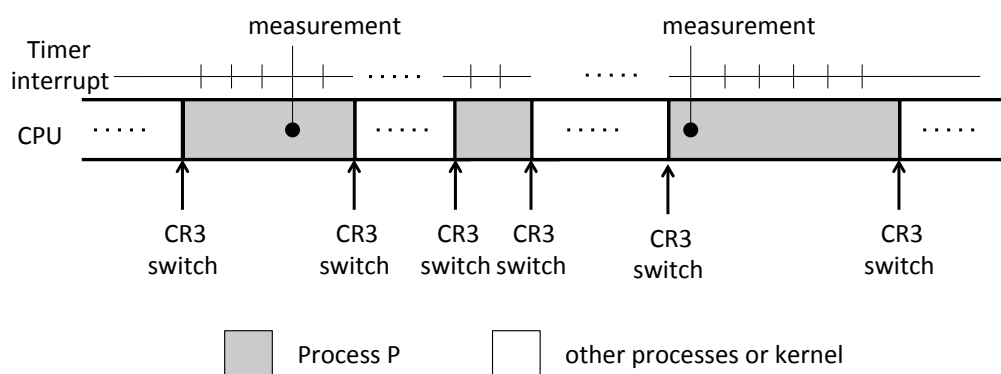 measurement measurement
Timer
interrupt ..... .....
CPU ..... ..... ..... .....
CR3 CR3 CR3 CR3 CR3 CR3
switch switch switch switch switch switch
Process P other processes or kernel